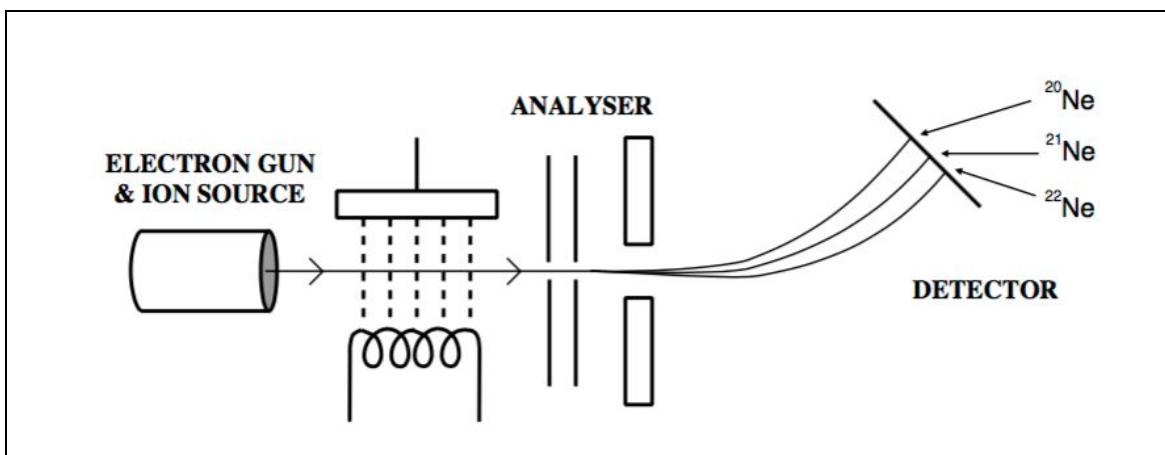 ANALYSER
ELECTRON GUN
& ION SOURCE
²⁰Ne
²¹Ne
²²Ne
DETECTOR